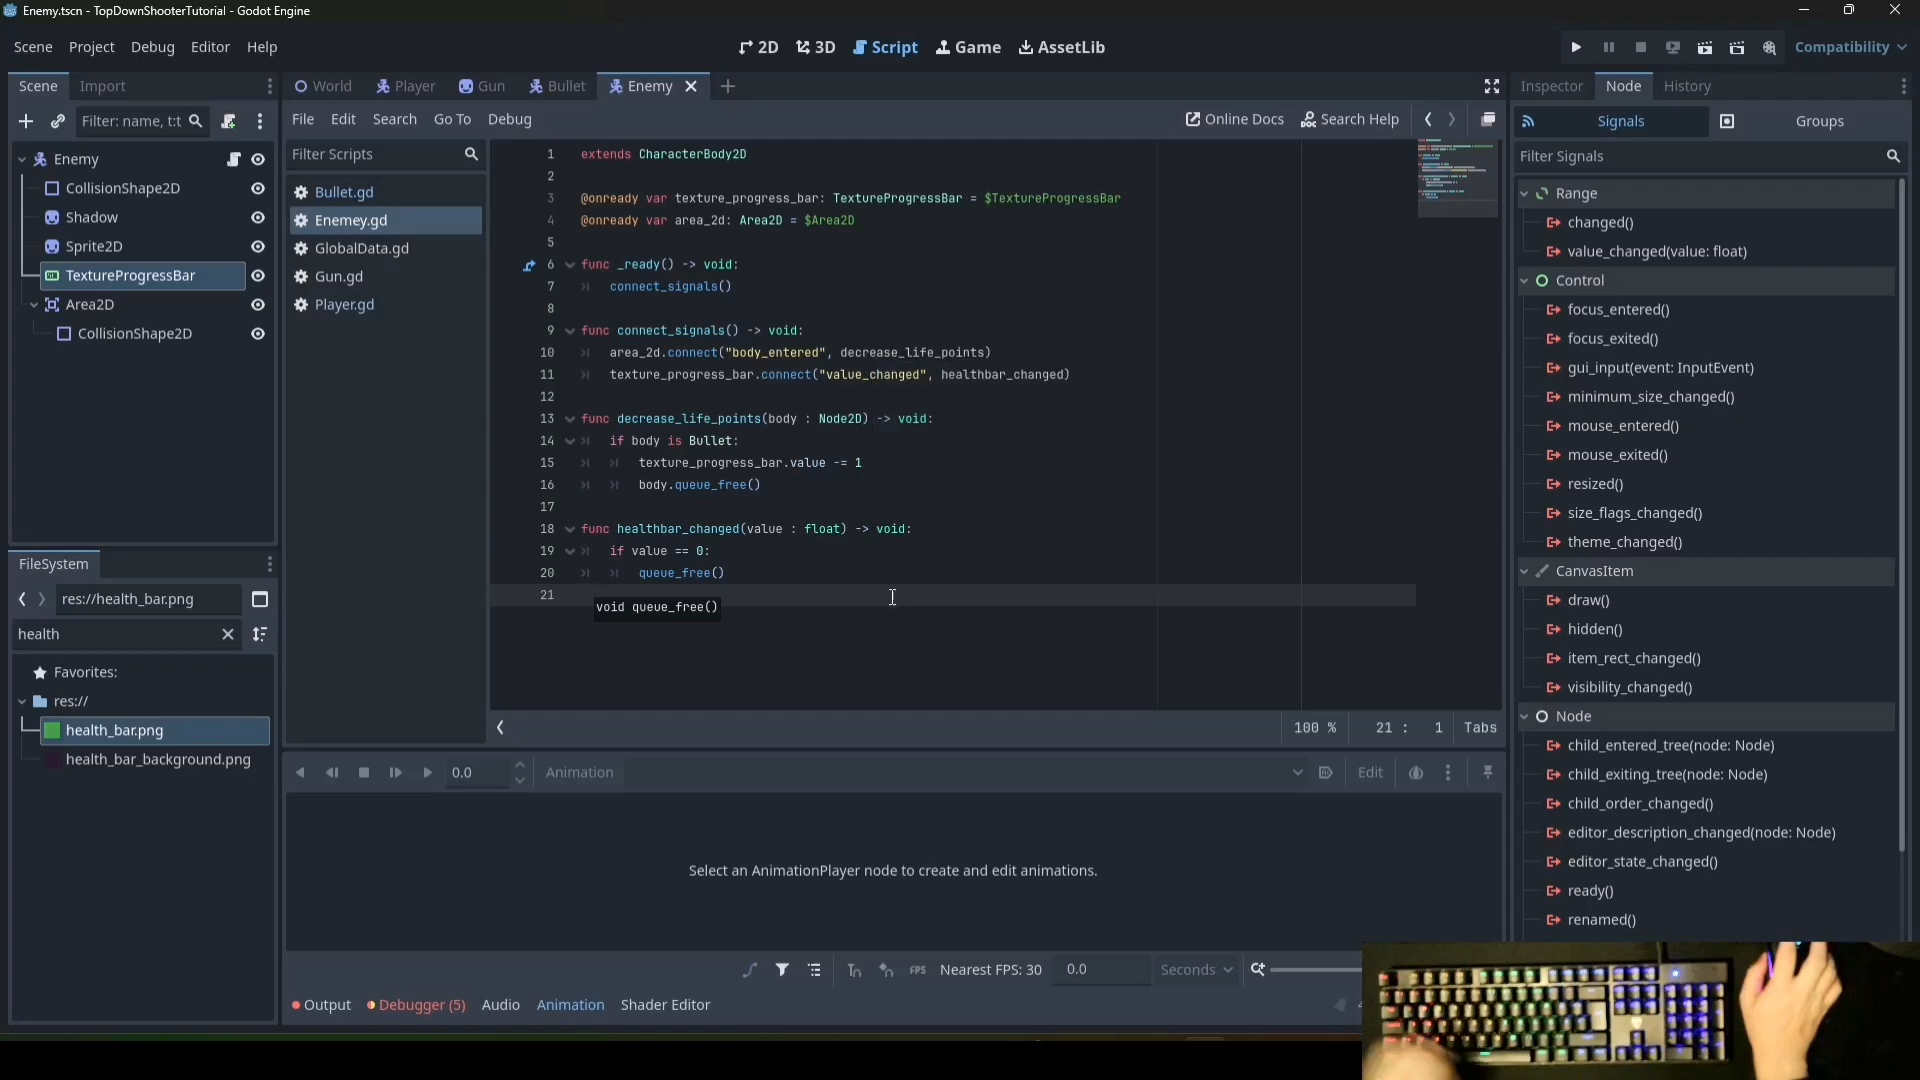 Enemy.tscn - TopDownShooterTutorial - Godot Engine
Scene Project Debug Editor Help
2D 3D Script Game AssetLib
Compatibility
Scene Import
World Player Gun Bullet Enemy
Inspector Node History
Filter: name, t:t
File Edit Search Go To Debug
Online Docs Search Help
Signals Groups
Filter Scripts
Filter Signals
Enemy
CollisionShape2D
Shadow
Sprite2D
TextureProgressBar
Area2D
CollisionShape2D
Bullet.gd
Enemey.gd
GlobalData.gd
Gun.gd
Player.gd
1 extends CharacterBody2D
2
3 @onready var texture_progress_bar: TextureProgressBar = $TextureProgressBar
4 @onready var area_2d: Area2D = $Area2D
5
6 func _ready() -> void:
7 connect_signals()
8
9 func connect_signals() -> void:
10 area_2d.connect("body_entered", decrease_life_points)
11 texture_progress_bar.connect("value_changed", healthbar_changed)
12
13 func decrease_life_points(body : Node2D) -> void:
14 if body is Bullet:
15 texture_progress_bar.value -= 1
16 body.queue_free()
17
18 func healthbar_changed(value : float) -> void:
19 if value == 0:
20 queue_free()
21
void queue_free()
100 % 21 : 1 Tabs
Range
changed()
value_changed(value: float)
Control
focus_entered()
focus_exited()
gui_input(event: InputEvent)
minimum_size_changed()
mouse_entered()
mouse_exited()
resized()
size_flags_changed()
theme_changed()
CanvasItem
draw()
hidden()
item_rect_changed()
visibility_changed()
Node
child_entered_tree(node: Node)
child_exiting_tree(node: Node)
child_order_changed()
editor_description_changed(node: Node)
editor_state_changed()
ready()
renamed()
FileSystem
res://health_bar.png
health
Favorites:
res://
health_bar.png
health_bar_background.png
0.0 Animation Edit
Select an AnimationPlayer node to create and edit animations.
FPS Nearest FPS: 30 0.0 Seconds
Output Debugger (5) Audio Animation Shader Editor